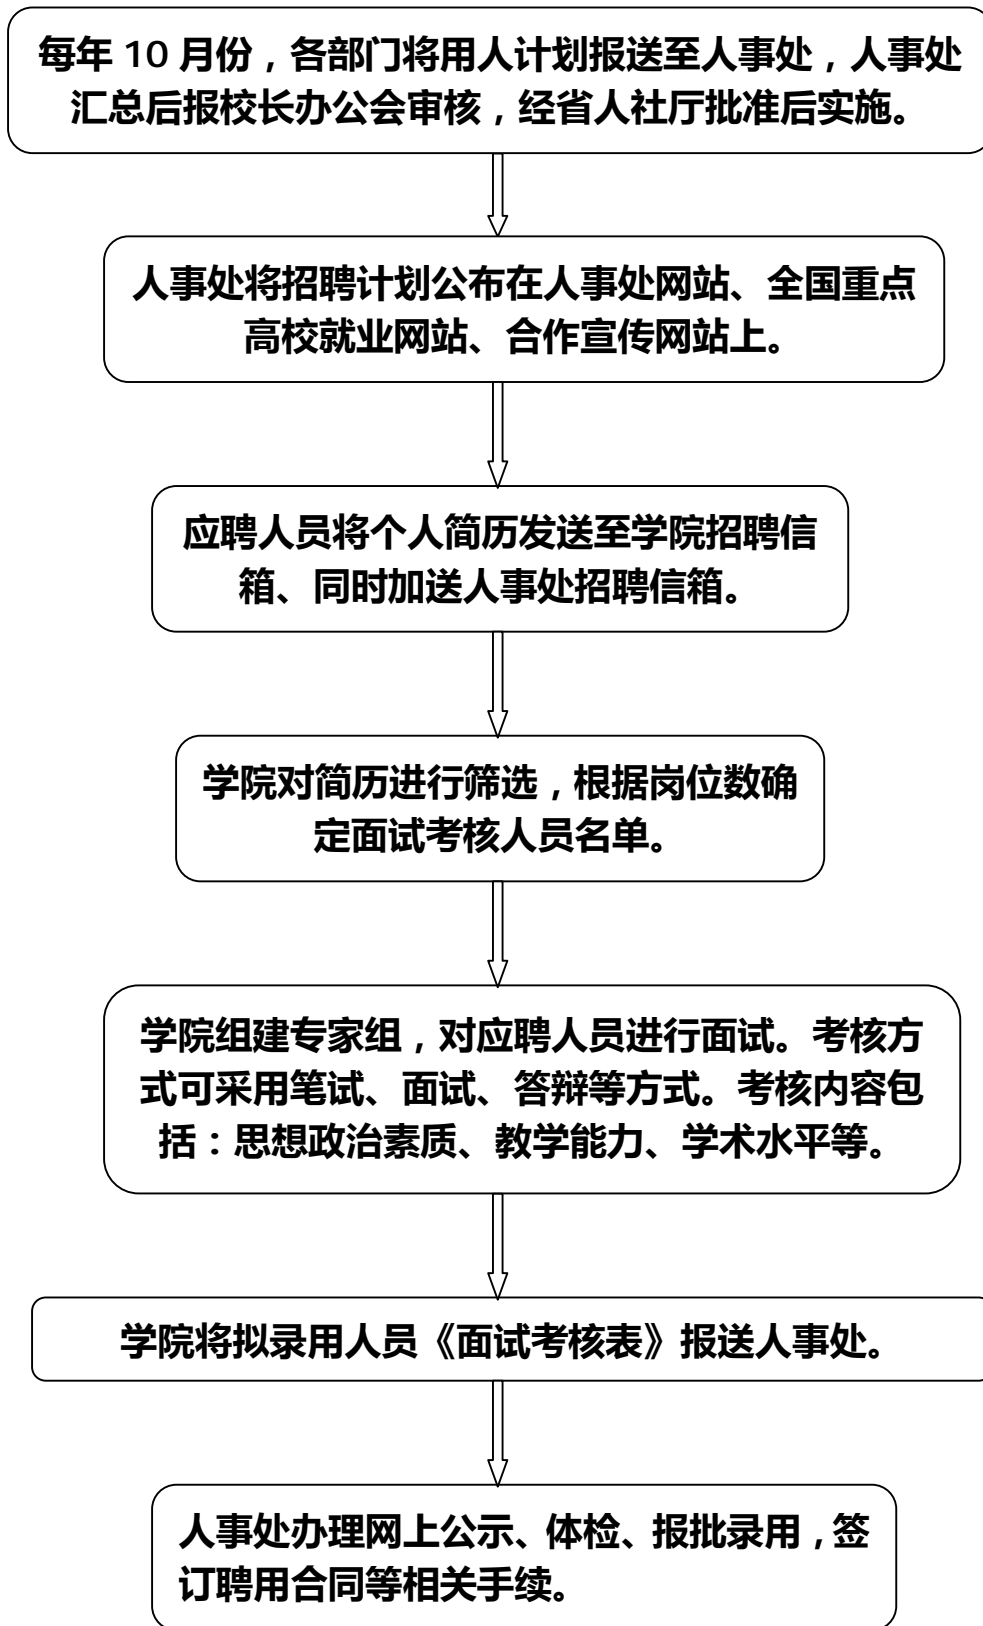 每年 10 月份，各部门将用人计划报送至人事处，人事处
汇总后报校长办公会审核，经省人社厅批准后实施。
人事处将招聘计划公布在人事处网站、全国重点
高校就业网站、合作宣传网站上。
应聘人员将个人简历发送至学院招聘信
箱、同时加送人事处招聘信箱。
学院对简历进行筛选，根据岗位数确
定面试考核人员名单。
学院组建专家组，对应聘人员进行面试。考核方
式可采用笔试、面试、答辩等方式。考核内容包
括：思想政治素质、教学能力、学术水平等。
学院将拟录用人员《面试考核表》报送人事处。
人事处办理网上公示、体检、报批录用，签
订聘用合同等相关手续。